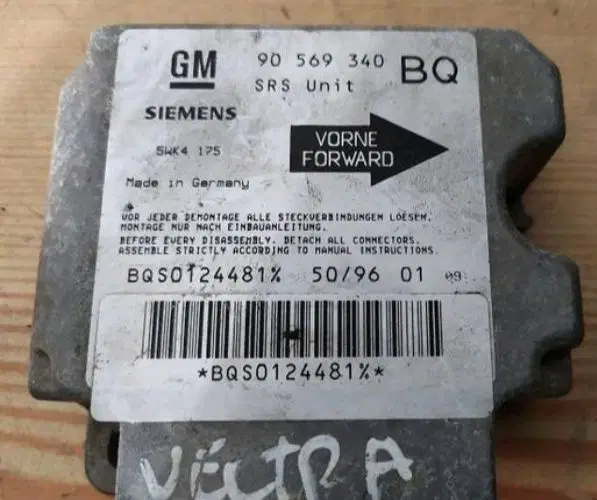 GM 90 569 340 BQ
SRS Unit
SIEMENS
5WK4 175
VORNE
FORWARD
Made in Germany
VOR JEDER DEMONTAGE ALLE STECKVERBINDUNGEN LOESEN.
MONTAGE NUR NACH EINBAUANLEITUNG.
BEFORE EVERY DISASSEMBLY. DETACH ALL CONNECTORS.
ASSEMBLE STRICTLY ACCORDING TO MANUAL INSTRUCTIONS.
BQS0124481% 50/96 01 09
*BQS0124481%*
VECTRA